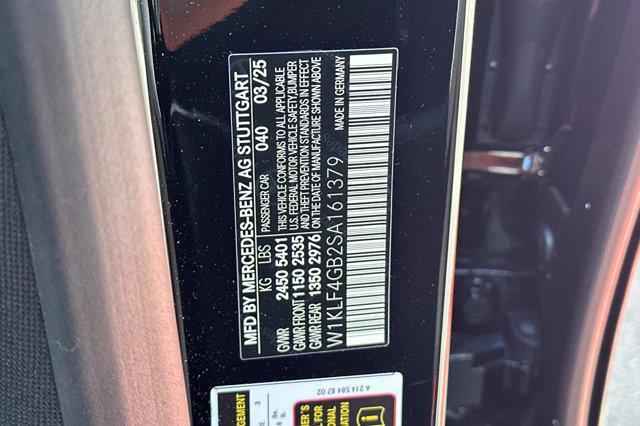 MFD BY MERCEDES-BENZ AG STUTTGART
PASSENGER CAR 040 03/25
KG LBS
GVWR 2450 5401
GAWR FRONT 1150 2535
GAWR REAR 1350 2976
THIS VEHICLE CONFORMS TO ALL APPLICABLE
U.S. FEDERAL MOTOR VEHICLE SAFETY, BUMPER
AND THEFT PREVENTION STANDARDS IN EFFECT
ON THE DATE OF MANUFACTURE SHOWN ABOVE
W1KLF4GB2SA161379 MADE IN GERMANY
A 214 584 87 02